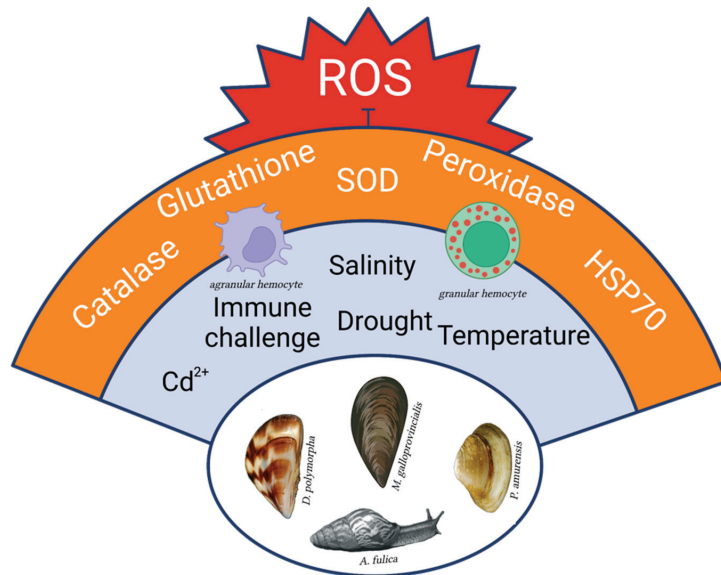 ROS
Glutathione
SOD
Peroxidase
Catalase
HSP70
agranular hemocyte
granular hemocyte
Salinity
Immune
challenge
Drought
Temperature
Cd²⁺
D. polymorpha
M. galloprovincialis
P. amurensis
A. fulica